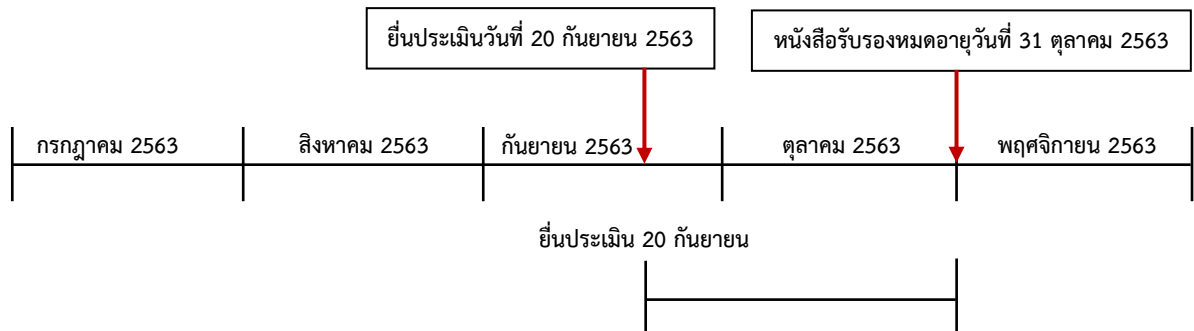 ยื่นประเมินวันที่ 20 กันยายน 2563
หนังสือรับรองหมดอายุวันที่ 31 ตุลาคม 2563
กรกฎาคม 2563
สิงหาคม 2563
กันยายน 2563
ตุลาคม 2563
พฤศจิกายน 2563
ยื่นประเมิน 20 กันยายน